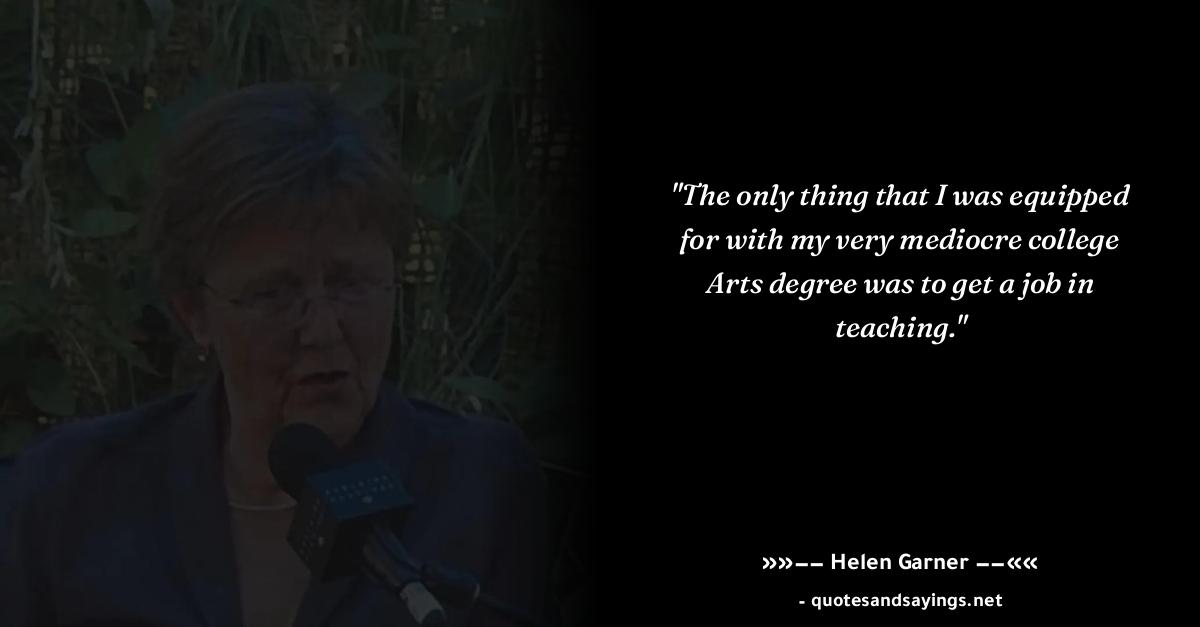 "The only thing that I was equipped
for with my very mediocre college
Arts degree was to get a job in
teaching."
»»−− Helen Garner −−««
- quotesandsayings.net